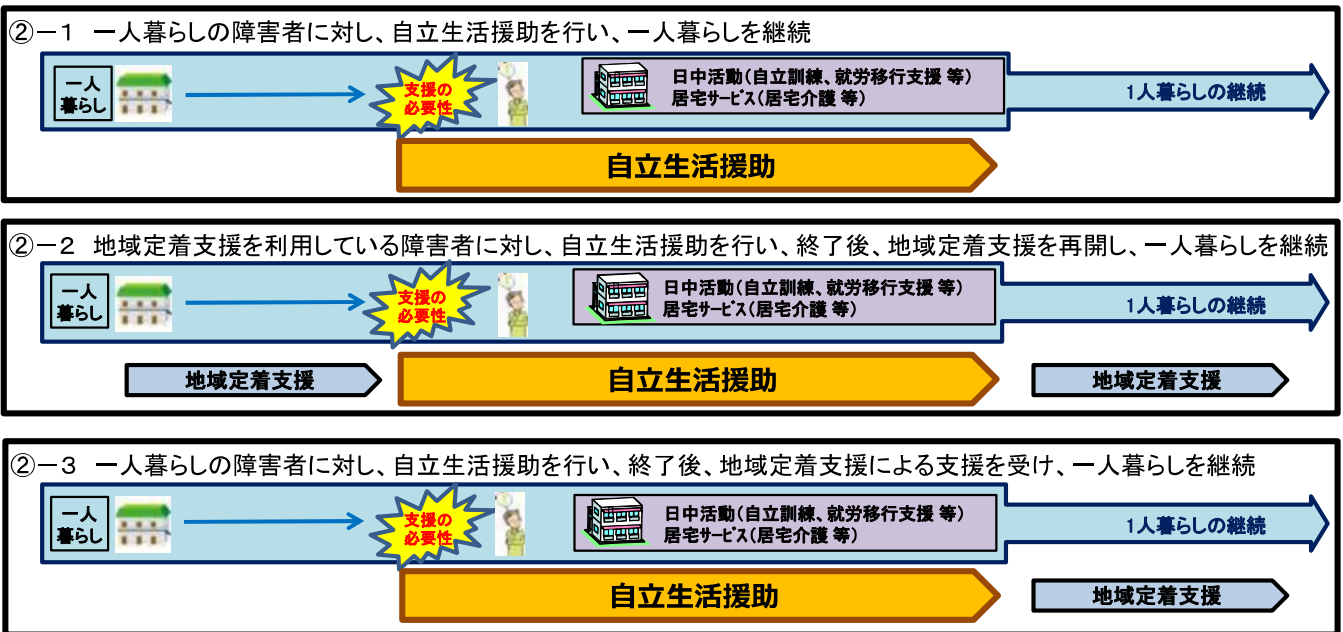 ②－１ 一人暮らしの障害者に対し、自立生活援助を行い、一人暮らしを継続
一人
暮らし
支援の
必要性
日中活動(自立訓練、就労移行支援 等)
居宅ｻｰﾋﾞｽ(居宅介護 等)
1人暮らしの継続
自立生活援助
②－２ 地域定着支援を利用している障害者に対し、自立生活援助を行い、終了後、地域定着支援を再開し、一人暮らしを継続
一人
暮らし
支援の
必要性
日中活動(自立訓練、就労移行支援 等)
居宅ｻｰﾋﾞｽ(居宅介護 等)
1人暮らしの継続
地域定着支援
自立生活援助
地域定着支援
②－３ 一人暮らしの障害者に対し、自立生活援助を行い、終了後、地域定着支援による支援を受け、一人暮らしを継続
一人
暮らし
支援の
必要性
日中活動(自立訓練、就労移行支援 等)
居宅ｻｰﾋﾞｽ(居宅介護 等)
1人暮らしの継続
自立生活援助
地域定着支援